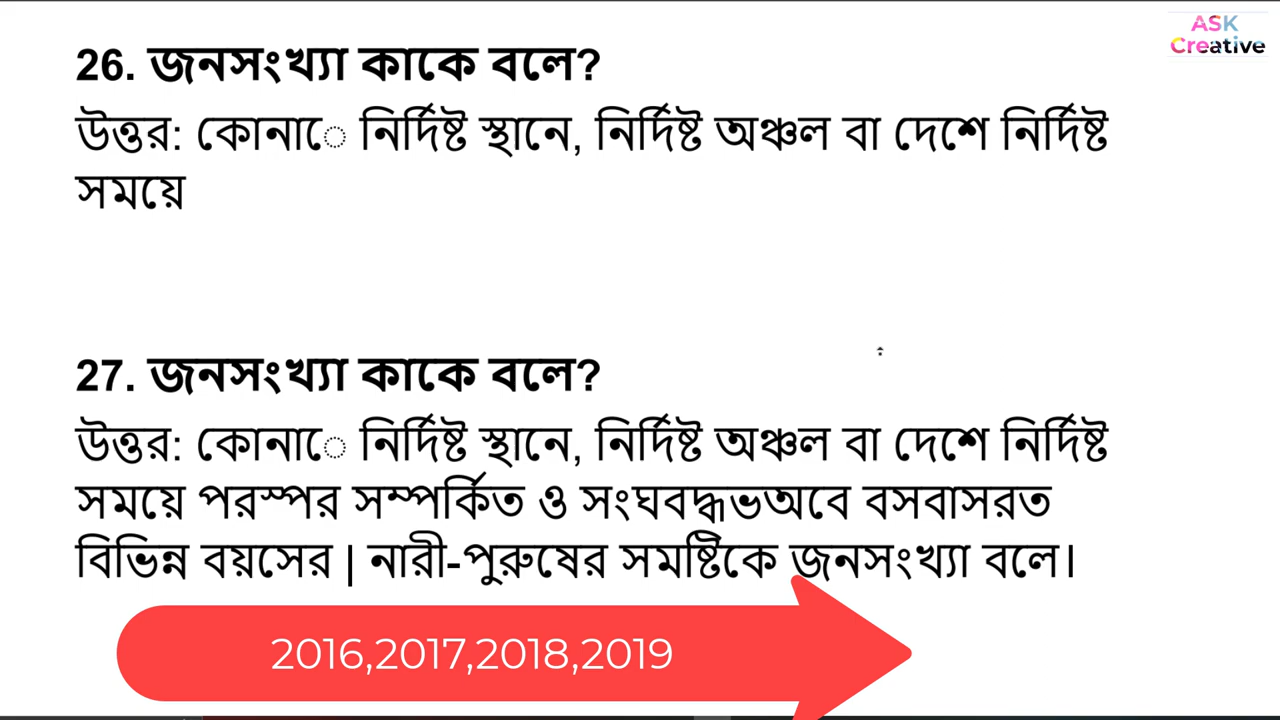 ASK
Creative
26. জনসংখ্যা কাকে বলে?
উত্তর: কোনাে নির্দিষ্ট স্থানে, নির্দিষ্ট অঞ্চল বা দেশে নির্দিষ্ট
সময়ে
27. জনসংখ্যা কাকে বলে?
উত্তর: কোনাে নির্দিষ্ট স্থানে, নির্দিষ্ট অঞ্চল বা দেশে নির্দিষ্ট
সময়ে পরস্পর সম্পর্কিত ও সংঘবদ্ধভঅবে বসবাসরত
বিভিন্ন বয়সের | নারী-পুরুষের সমষ্টিকে জনসংখ্যা বলে।
2016,2017,2018,2019